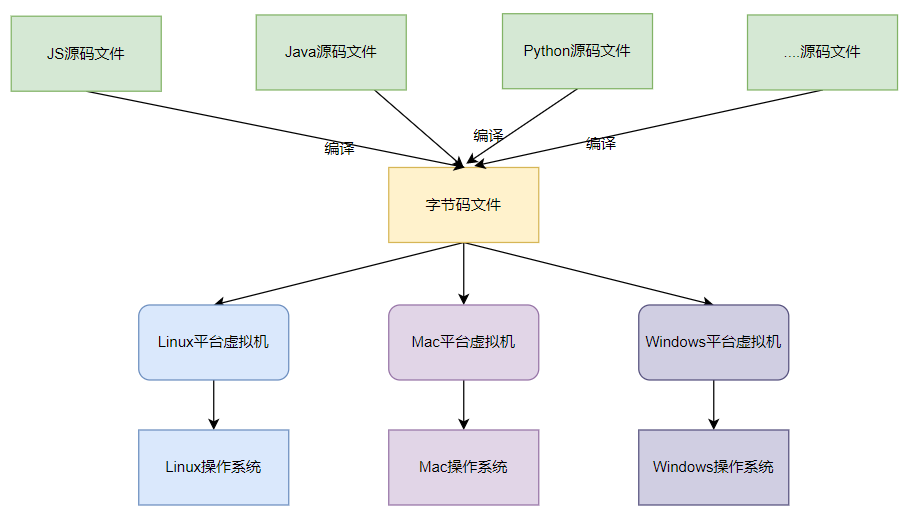 JS源码文件
Java源码文件
Python源码文件
....源码文件
编译
编译
编译
字节码文件
Linux平台虚拟机
Mac平台虚拟机
Windows平台虚拟机
Linux操作系统
Mac操作系统
Windows操作系统